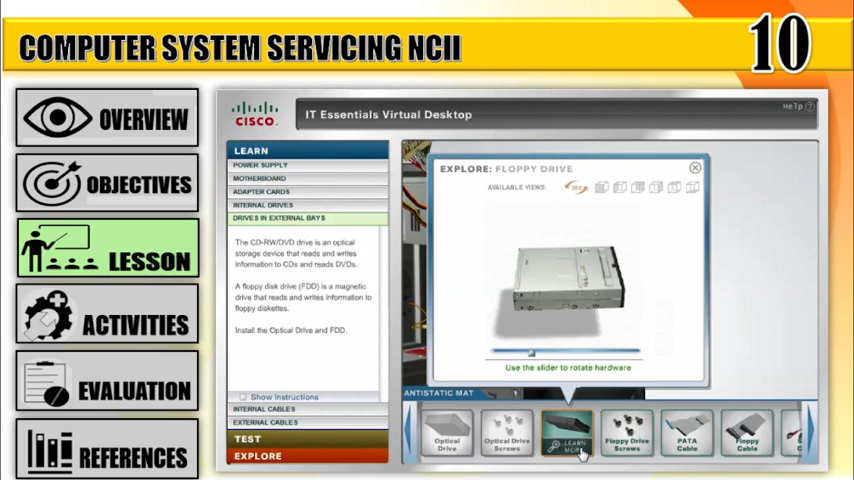 COMPUTER SYSTEM SERVICING NCII
10
OVERVIEW
OBJECTIVES
LESSON
ACTIVITIES
EVALUATION
REFERENCES
CISCO
IT Essentials Virtual Desktop
Help ?
LEARN
POWER SUPPLY
MOTHERBOARD
ADAPTER CARDS
INTERNAL DRIVES
DRIVES IN EXTERNAL BAYS
The CD-RW/DVD drive is an optical
storage device that reads and writes
information to CDs and reads DVDs.
A floppy disk drive (FDD) is a magnetic
drive that reads and writes information to
floppy diskettes.
Install the Optical Drive and FDD.
Show Instructions
INTERNAL CABLES
EXTERNAL CABLES
TEST
EXPLORE
EXPLORE: FLOPPY DRIVE
AVAILABLE VIEWS:
360
Use the slider to rotate hardware
ANTISTATIC MAT
Optical
Drive
Optical Drive
Screws
LEARN
MORE
Floppy Drive
Screws
PATA
Cable
Floppy
Cable